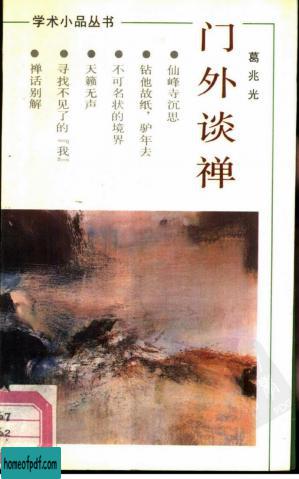 学术小品丛书
葛兆光
门外谈禅
●仙峰寺沉思
●钻他故纸，驴年去
●不可名状的境界
●天籁无声
●寻找不见了的“我”
●禅话别解
homeofpdf.com